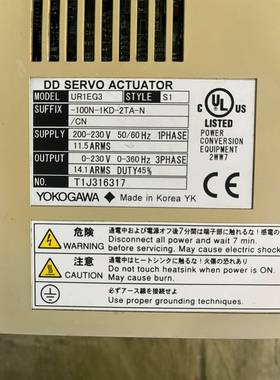 DD SERVO ACTUATOR
MODEL UR1EG3 STYLE S1
SUFFIX -100N-1KD-2TA-N
/CN
SUPPLY 200-230V 50/60Hz 1PHASE
11.5ARMS
OUTPUT 0-230V 0-360Hz 3PHASE
14.1ARMS DUTY45%
NO. T1J316317
YOKOGAWA Made in Korea YK
c UL US
LISTED
POWER
CONVERSION
EQUIPMENT
2WW7
危険
WARNING
通電中および電源オフ後7分間は端子部に触れるな!感電の
Disconnect all power and wait 7 min.
before servicing. May cause electric shock
注意
CAUTION
通電中はヒートシンクに触れるな!火傷の恐れあり。
Do not touch heatsink when power is ON.
May cause burn.
必ずアース線を接続せよ
Use proper grounding techniques.